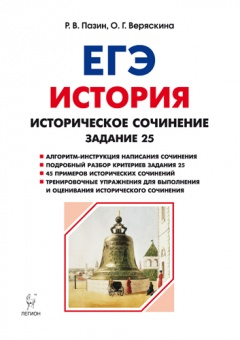 Р. В. Пазин, О. Г. Веряскина
ЕГЭ
ИСТОРИЯ
ИСТОРИЧЕСКОЕ СОЧИНЕНИЕ
ЗАДАНИЕ 25
АЛГОРИТМ-ИНСТРУКЦИЯ НАПИСАНИЯ СОЧИНЕНИЯ
ПОДРОБНЫЙ РАЗБОР КРИТЕРИЕВ ЗАДАНИЯ 25
45 ПРИМЕРОВ ИСТОРИЧЕСКИХ СОЧИНЕНИЙ
ТРЕНИРОВОЧНЫЕ УПРАЖНЕНИЯ ДЛЯ ВЫПОЛНЕНИЯ
И ОЦЕНИВАНИЯ ИСТОРИЧЕСКОГО СОЧИНЕНИЯ
ЛЕГИОН